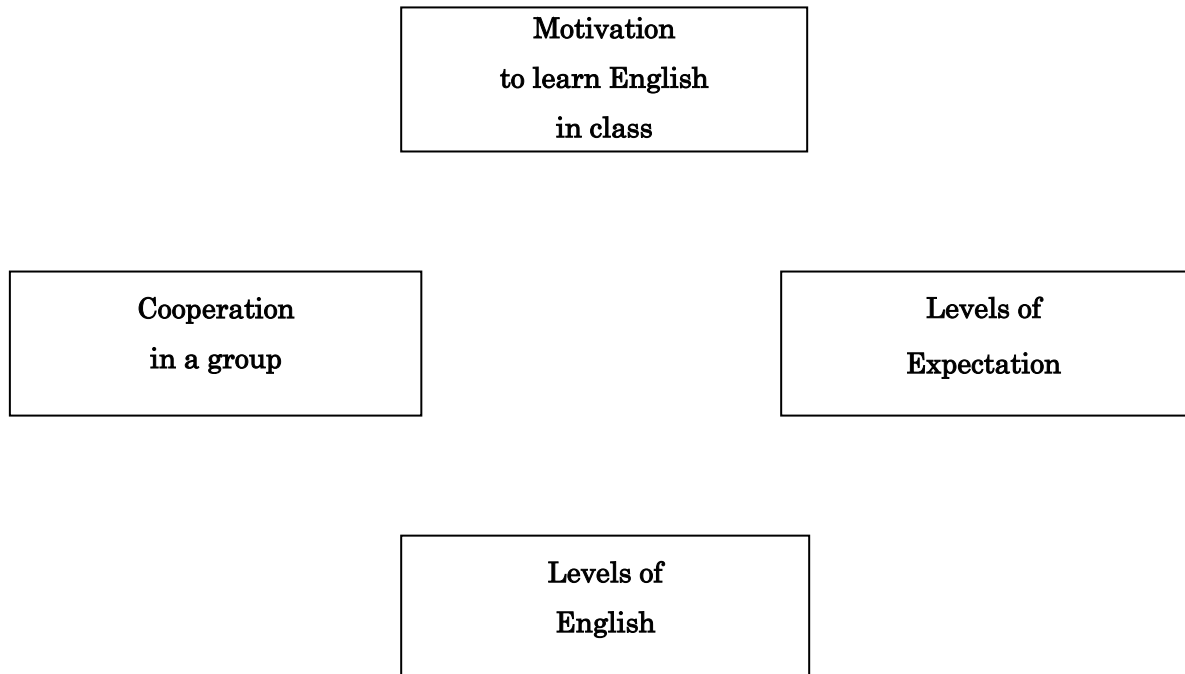 Motivation
to learn English
in class
Cooperation
in a group
Levels of
Expectation
Levels of
English